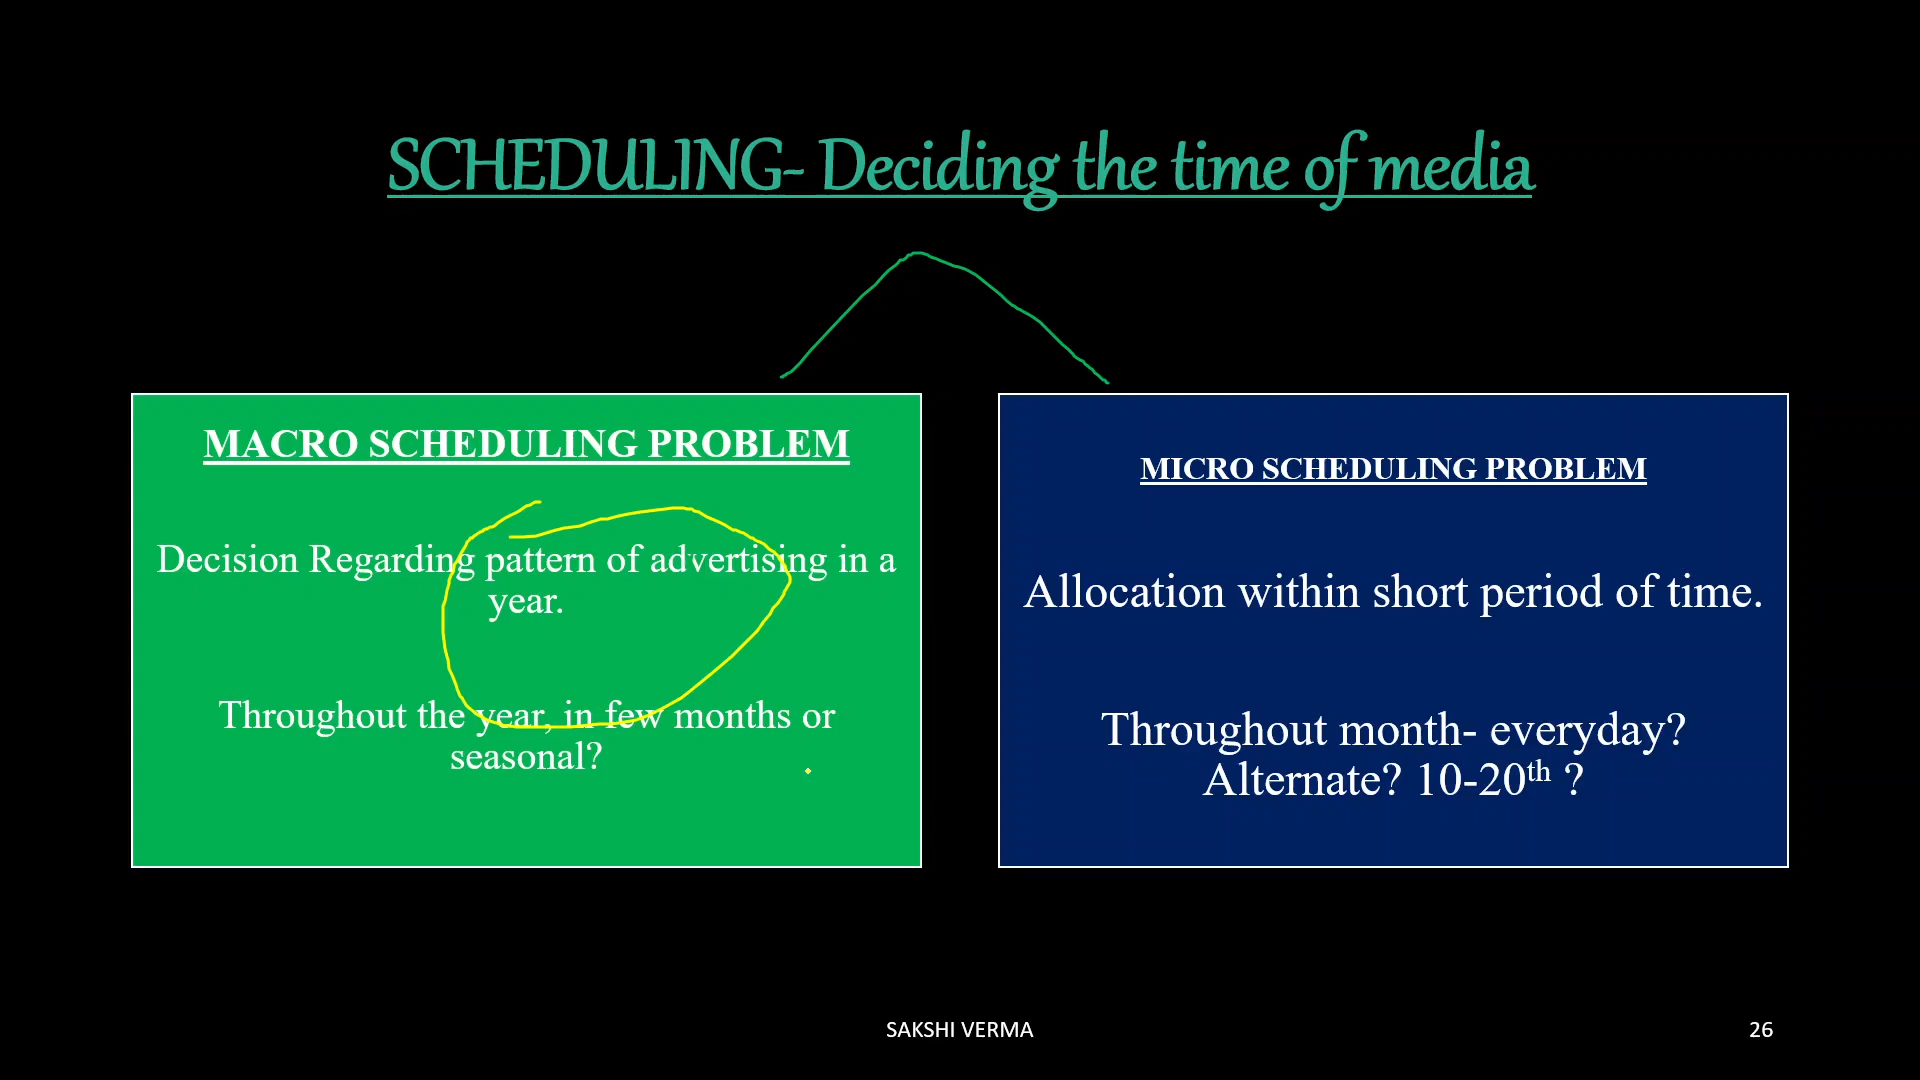 SCHEDULING- Deciding the time of media
MACRO SCHEDULING PROBLEM
Decision Regarding pattern of advertising in a
year.
Throughout the year, in few months or
seasonal?
MICRO SCHEDULING PROBLEM
Allocation within short period of time.
Throughout month- everyday?
Alternate? 10-20th ?
SAKSHI VERMA
26